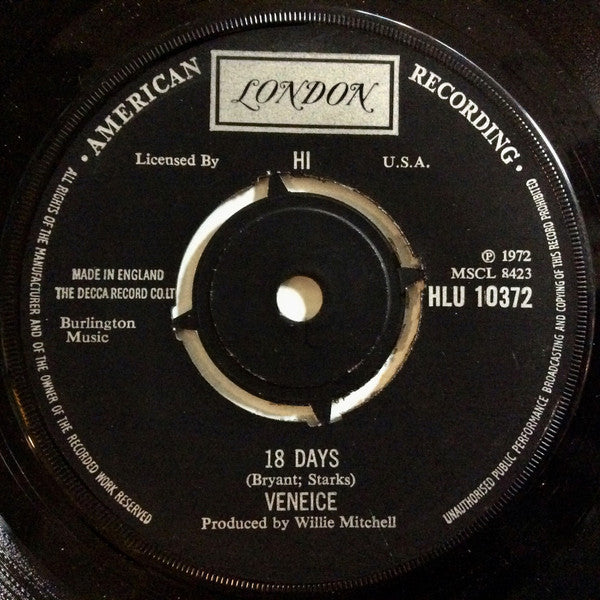 · AMERICAN RECORDING ·
LONDON
Licensed By HI U.S.A.
MADE IN ENGLAND
THE DECCA RECORD CO. LT
Burlington
Music
℗ 1972
MSCL 8423
HLU 10372
18 DAYS
(Bryant; Starks)
VENEICE
Produced by Willie Mitchell
ALL RIGHTS OF THE MANUFACTURER AND OF THE OWNER OF THE RECORDED WORK RESERVED
UNAUTHORISED PUBLIC PERFORMANCE BROADCASTING AND COPYING OF THIS RECORD PROHIBITED